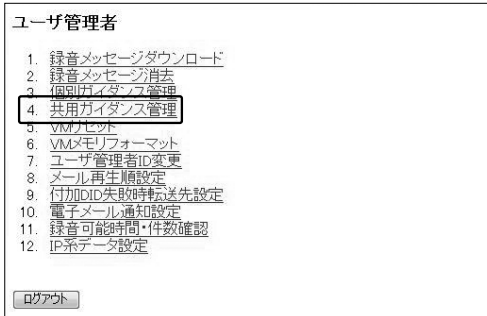 ユーザ管理者
1. 録音メッセージダウンロード
2. 録音メッセージ消去
3. 個別ガイダンス管理
4. 共用ガイダンス管理
5. VMリセット
6. VMメモリフォーマット
7. ユーザ管理者ID変更
8. メール再生順設定
9. 付加DID失敗時転送先設定
10. 電子メール通知設定
11. 録音可能時間・件数確認
12. IP系データ設定
ログアウト